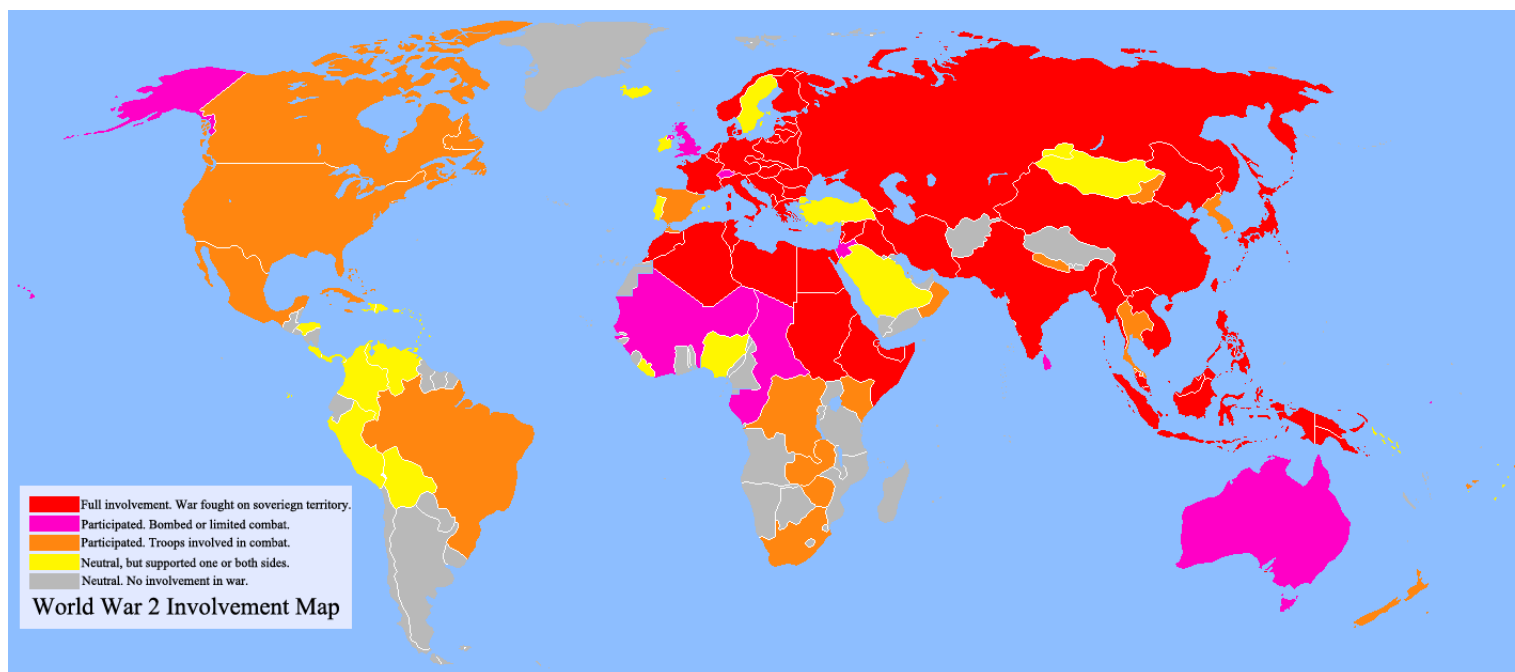 Full involvement. War fought on soveriegn territory.
Participated. Bombed or limited combat.
Participated. Troops involved in combat.
Neutral, but supported one or both sides.
Neutral. No involvement in war.
World War 2 Involvement Map